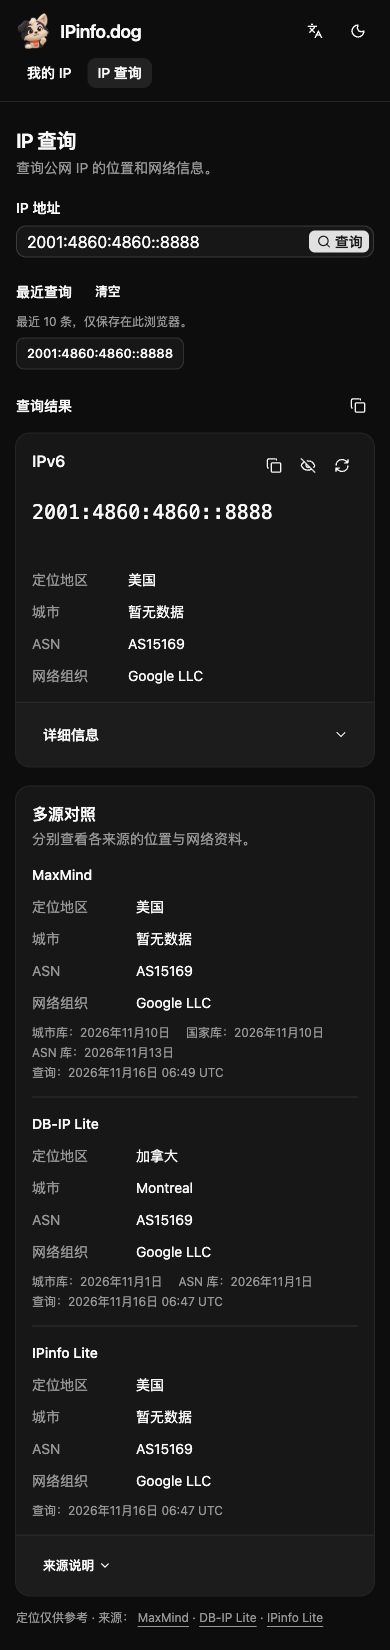 IPinfo.dog
我的 IP IP 查询
IP 查询
查询公网 IP 的位置和网络信息。
IP 地址
2001:4860:4860::8888 查询
最近查询 清空
最近 10 条，仅保存在此浏览器。
2001:4860:4860::8888
查询结果
IPv6
2001:4860:4860::8888
定位地区 美国
城市 暂无数据
ASN AS15169
网络组织 Google LLC
详细信息
多源对照
分别查看各来源的位置与网络资料。
MaxMind
定位地区 美国
城市 暂无数据
ASN AS15169
网络组织 Google LLC
城市库：2026年11月10日 国家库：2026年11月10日
ASN 库：2026年11月13日
查询：2026年11月16日 06:49 UTC
DB-IP Lite
定位地区 加拿大
城市 Montreal
ASN AS15169
网络组织 Google LLC
城市库：2026年11月1日 ASN 库：2026年11月1日
查询：2026年11月16日 06:47 UTC
IPinfo Lite
定位地区 美国
城市 暂无数据
ASN AS15169
网络组织 Google LLC
查询：2026年11月16日 06:47 UTC
来源说明
定位仅供参考 · 来源： MaxMind · DB-IP Lite · IPinfo Lite